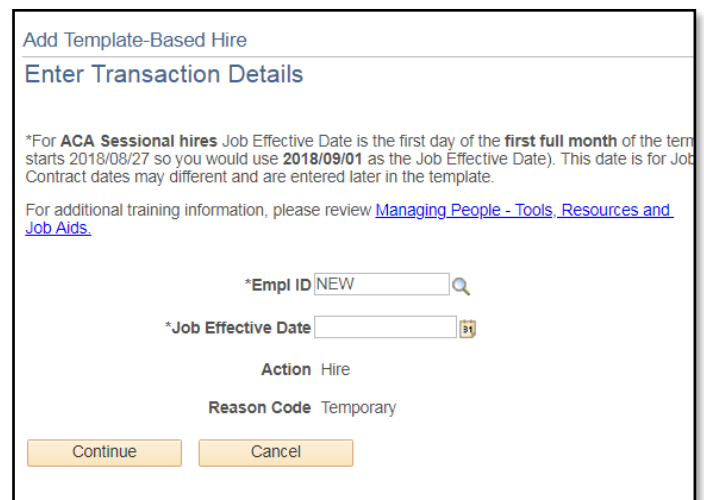 Add Template-Based Hire
Enter Transaction Details
*For ACA Sessional hires Job Effective Date is the first day of the first full month of the term
starts 2018/08/27 so you would use 2018/09/01 as the Job Effective Date). This date is for Job
Contract dates may different and are entered later in the template.
For additional training information, please review Managing People - Tools, Resources and
Job Aids.
*Empl ID NEW
*Job Effective Date 31
Action Hire
Reason Code Temporary
Continue Cancel